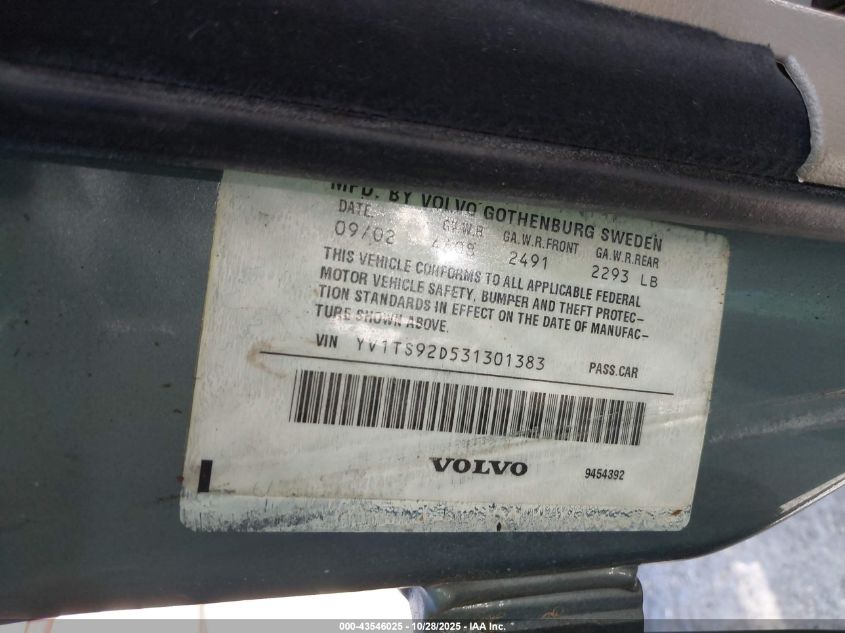 MFD. BY VOLVO GOTHENBURG SWEDEN
DATE G.V.W.R GA.W.R.FRONT GA.W.R.REAR
09/02 4408 2491 2293 LB
THIS VEHICLE CONFORMS TO ALL APPLICABLE FEDERAL
MOTOR VEHICLE SAFETY, BUMPER AND THEFT PROTEC-
TION STANDARDS IN EFFECT ON THE DATE OF MANUFAC-
TURE SHOWN ABOVE.
VIN YV1TS92D531301383 PASS.CAR
VOLVO 9454392
000-43546025 | 10/28/2025 | IAA Inc.